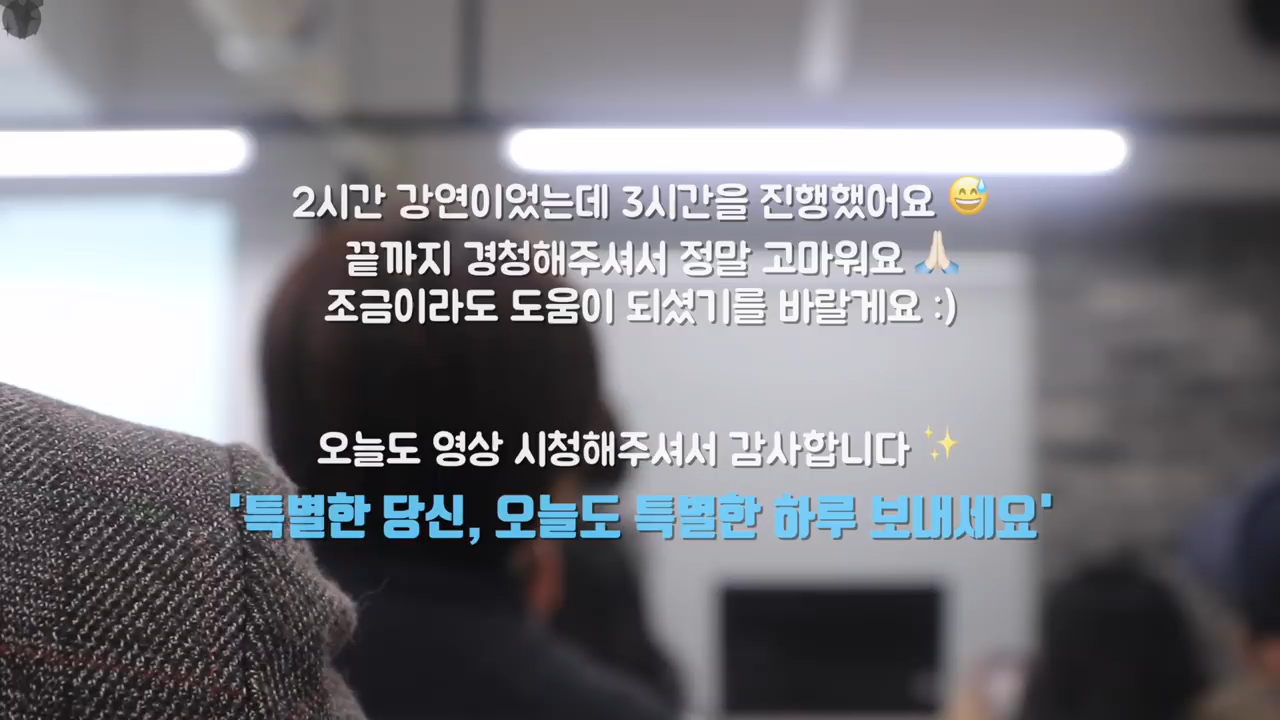 2시간 강연이었는데 3시간을 진행했어요 😅
끝까지 경청해주셔서 정말 고마워요 🙏🏻
조금이라도 도움이 되셨기를 바랄게요 :)
오늘도 영상 시청해주셔서 감사합니다 ✨
'특별한 당신, 오늘도 특별한 하루 보내세요'